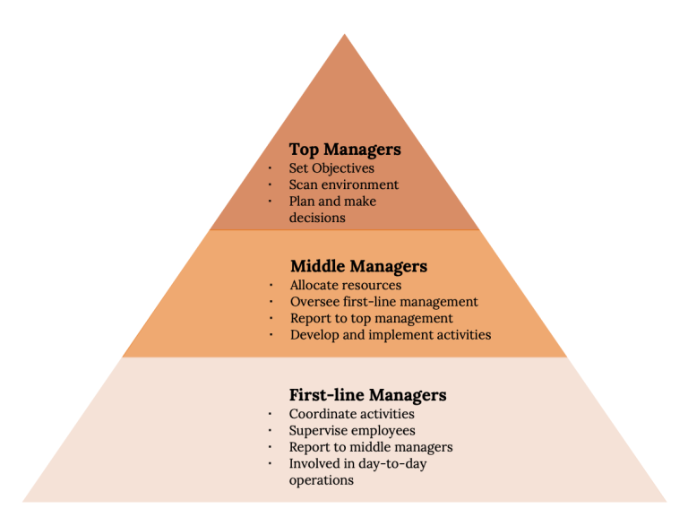 Top Managers
· Set Objectives
· Scan environment
· Plan and make
decisions
Middle Managers
· Allocate resources
· Oversee first-line management
· Report to top management
· Develop and implement activities
First-line Managers
· Coordinate activities
· Supervise employees
· Report to middle managers
· Involved in day-to-day
operations